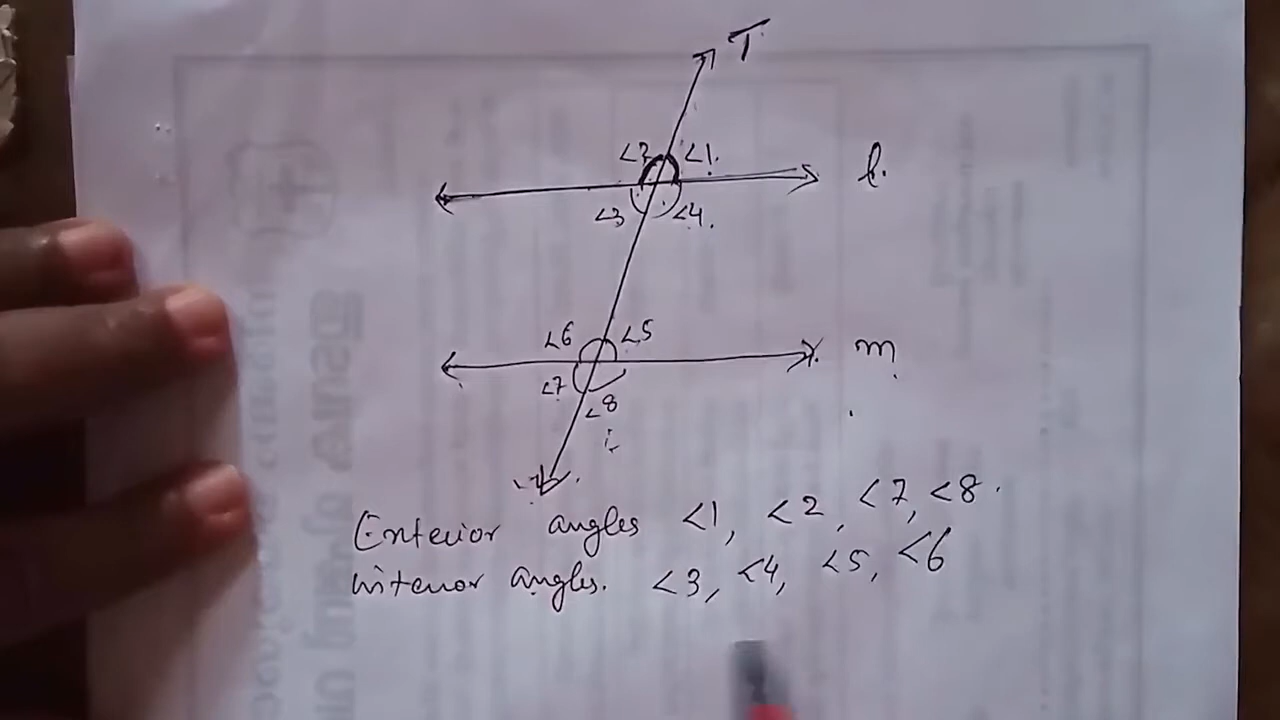 T
<2 <1.
l.
<3 <4.
<6 <5
m
<7
<8
Exterior angles <1, <2, <7, <8.
interior angles. <3, <4, <5, <6